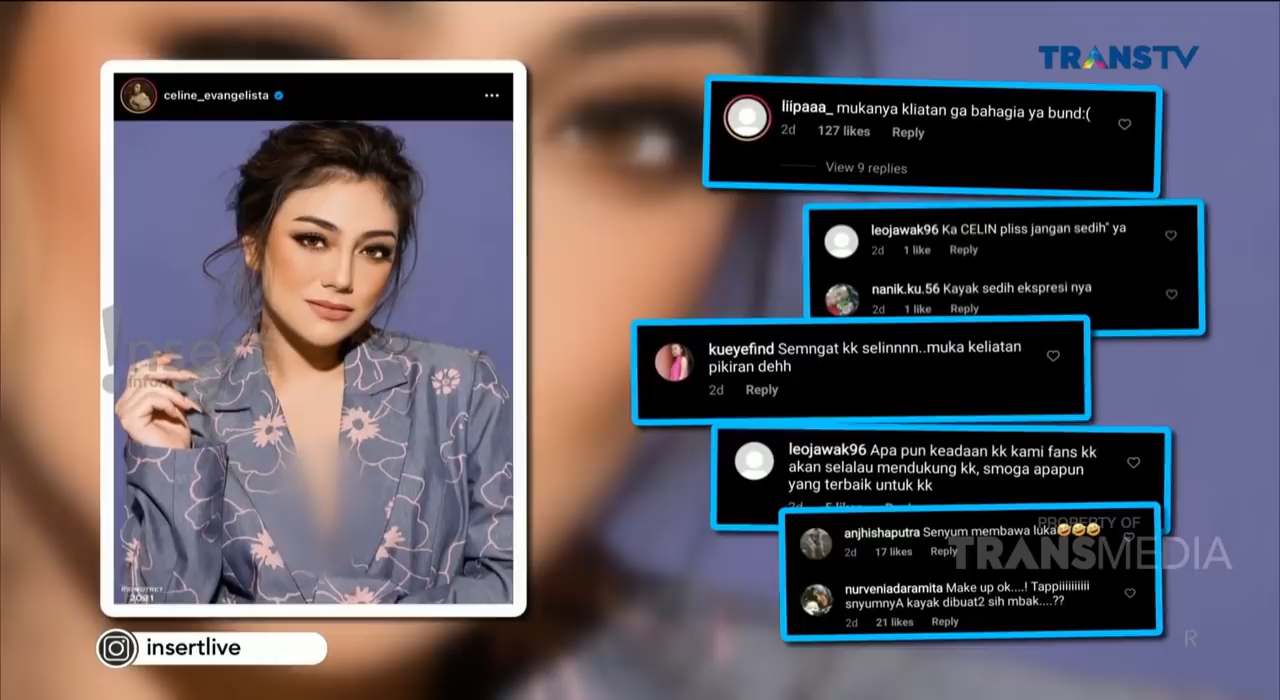 TRANSTV
celine_evangelista
liipaaa_ mukanya kliatan ga bahagia ya bund:(
2d 127 likes Reply
View 9 replies
leojawak96 Ka CELIN pliss jangan sedih" ya
2d 1 like Reply
nanik.ku.56 Kayak sedih ekspresi nya
2d 1 like Reply
kueyefind Semngat kk selinnnn..muka keliatan
pikiran dehh
2d Reply
leojawak96 Apa pun keadaan kk kami fans kk
akan selalau mendukung kk, smoga apapun
yang terbaik untuk kk
anjhishaputra Senyum membawa luka🤣🤣🤣
2d 17 likes Reply
nurveniadaramita Make up ok....! Tappiiiiiiiiii
snyumnyA kayak dibuat2 sih mbak....??
2d 21 likes Reply
PROPERTY OF
TRANSMEDIA
Insert
2021
insertlive
R